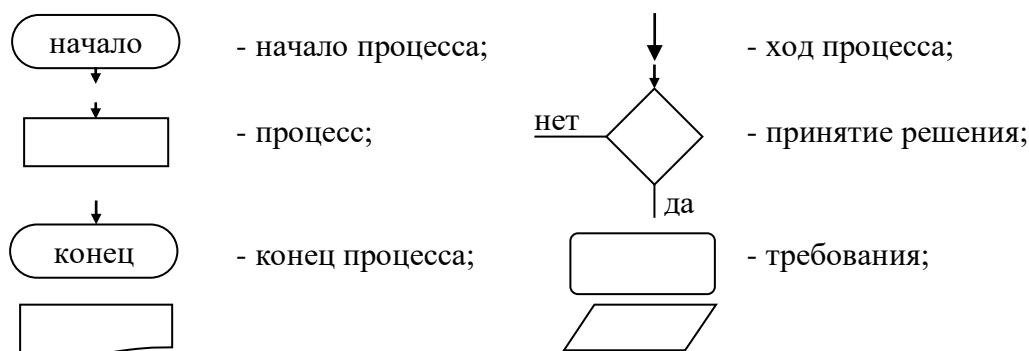 начало - начало процесса; - ход процесса;
нет - процесс; - принятие решения;
да
конец - конец процесса; - требования;